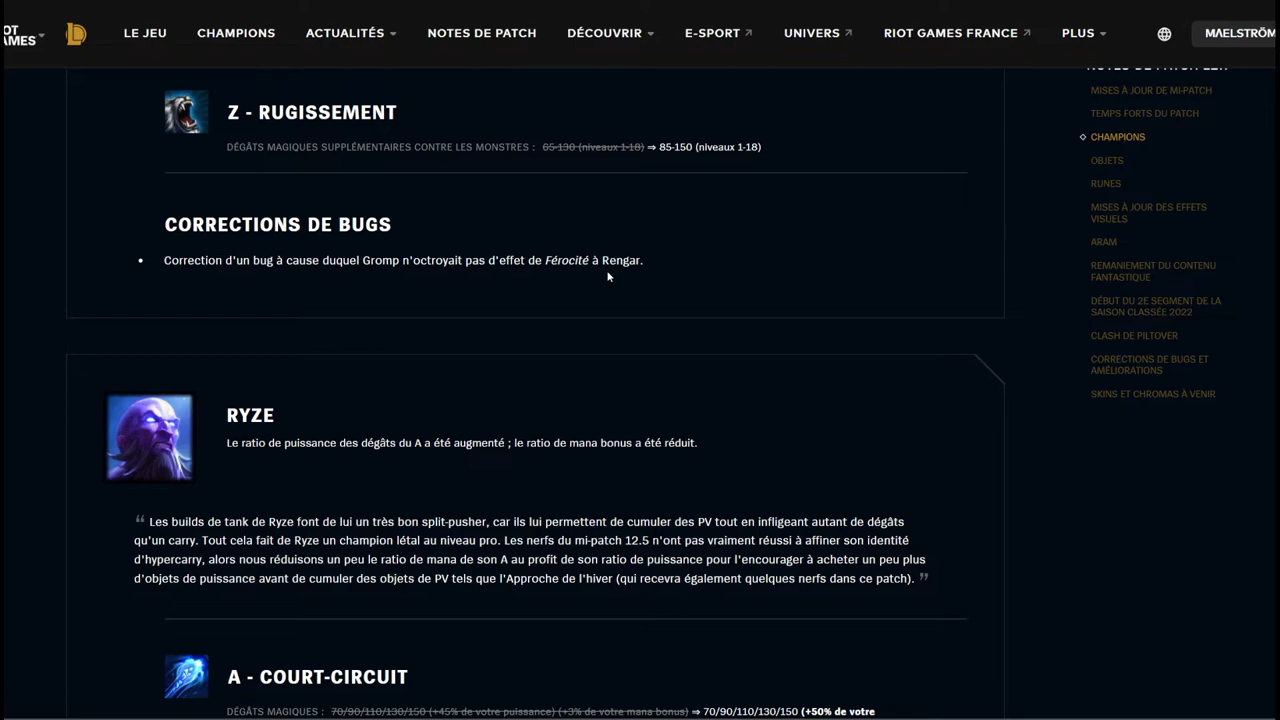 OT
AMES
LE JEU
CHAMPIONS
ACTUALITÉS
NOTES DE PATCH
DÉCOUVRIR
E-SPORT
UNIVERS
RIOT GAMES FRANCE
PLUS
MAELSTRÖM
Z - RUGISSEMENT
DÉGÂTS MAGIQUES SUPPLÉMENTAIRES CONTRE LES MONSTRES : 65-130 (niveaux 1-18) ⇒ 85-150 (niveaux 1-18)
CORRECTIONS DE BUGS
• Correction d'un bug à cause duquel Gromp n'octroyait pas d'effet de Férocité à Rengar.
RYZE
Le ratio de puissance des dégâts du A a été augmenté ; le ratio de mana bonus a été réduit.
“ Les builds de tank de Ryze font de lui un très bon split-pusher, car ils lui permettent de cumuler des PV tout en infligeant autant de dégâts
qu'un carry. Tout cela fait de Ryze un champion létal au niveau pro. Les nerfs du mi-patch 12.5 n'ont pas vraiment réussi à affiner son identité
d'hypercarry, alors nous réduisons un peu le ratio de mana de son A au profit de son ratio de puissance pour l'encourager à acheter un peu plus
d'objets de puissance avant de cumuler des objets de PV tels que l'Approche de l'hiver (qui recevra également quelques nerfs dans ce patch). ”
A - COURT-CIRCUIT
DÉGÂTS MAGIQUES : 70/90/110/130/150 (+45% de votre puissance) (+3% de votre mana bonus) ⇒ 70/90/110/130/150 (+50% de votre
NOTES DE PATCH
MISES À JOUR DE MI-PATCH
TEMPS FORTS DU PATCH
CHAMPIONS
OBJETS
RUNES
MISES À JOUR DES EFFETS
VISUELS
ARAM
REMANIEMENT DU CONTENU
FANTASTIQUE
DÉBUT DU 2E SEGMENT DE LA
SAISON CLASSÉE 2022
CLASH DE PILTOVER
CORRECTIONS DE BUGS ET
AMÉLIORATIONS
SKINS ET CHROMAS À VENIR